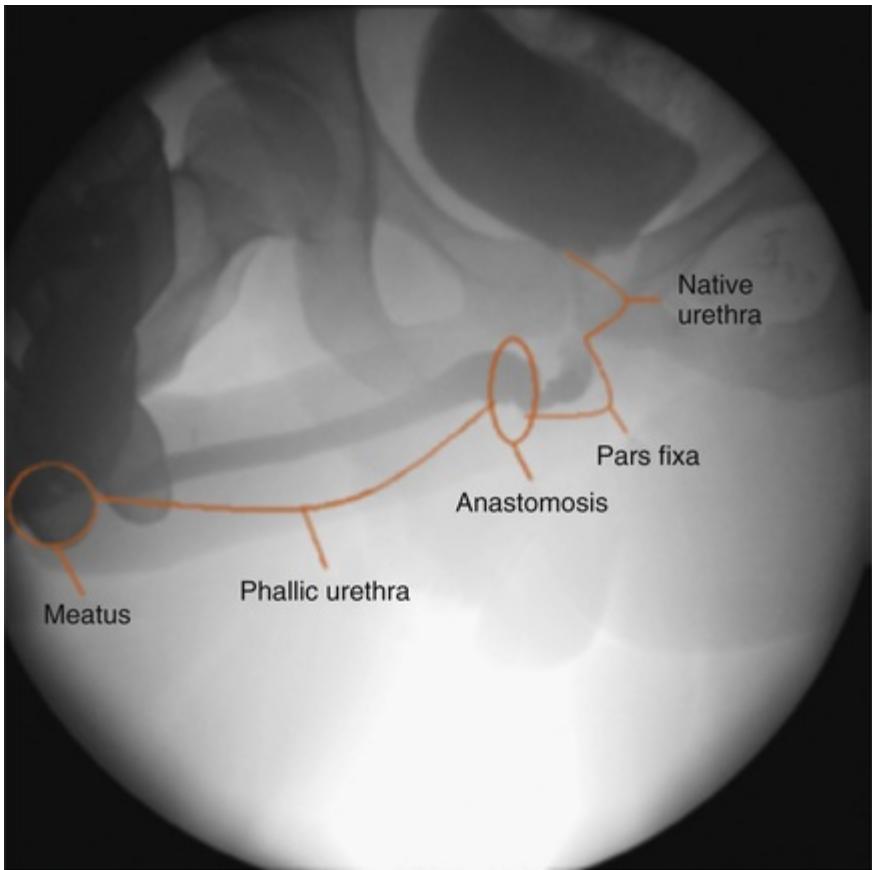 Native
urethra
Pars fixa
Anastomosis
Phallic urethra
Meatus